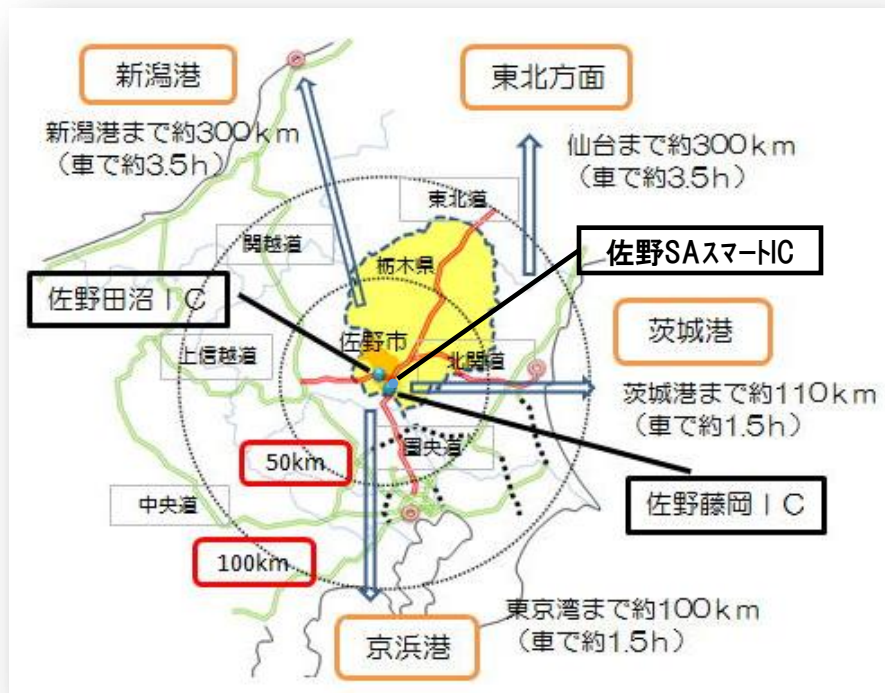 新潟港
東北方面
新潟港まで約300km
（車で約3.5h）
仙台まで約300km
（車で約3.5h）
東北道
関越道
栃木県
佐野SAスマートIC
佐野田沼IC
佐野市
上信越道
北関道
茨城港
茨城港まで約110km
（車で約1.5h）
圏央道
50km
中央道
佐野藤岡IC
100km
東京湾まで約100km
（車で約1.5h）
京浜港